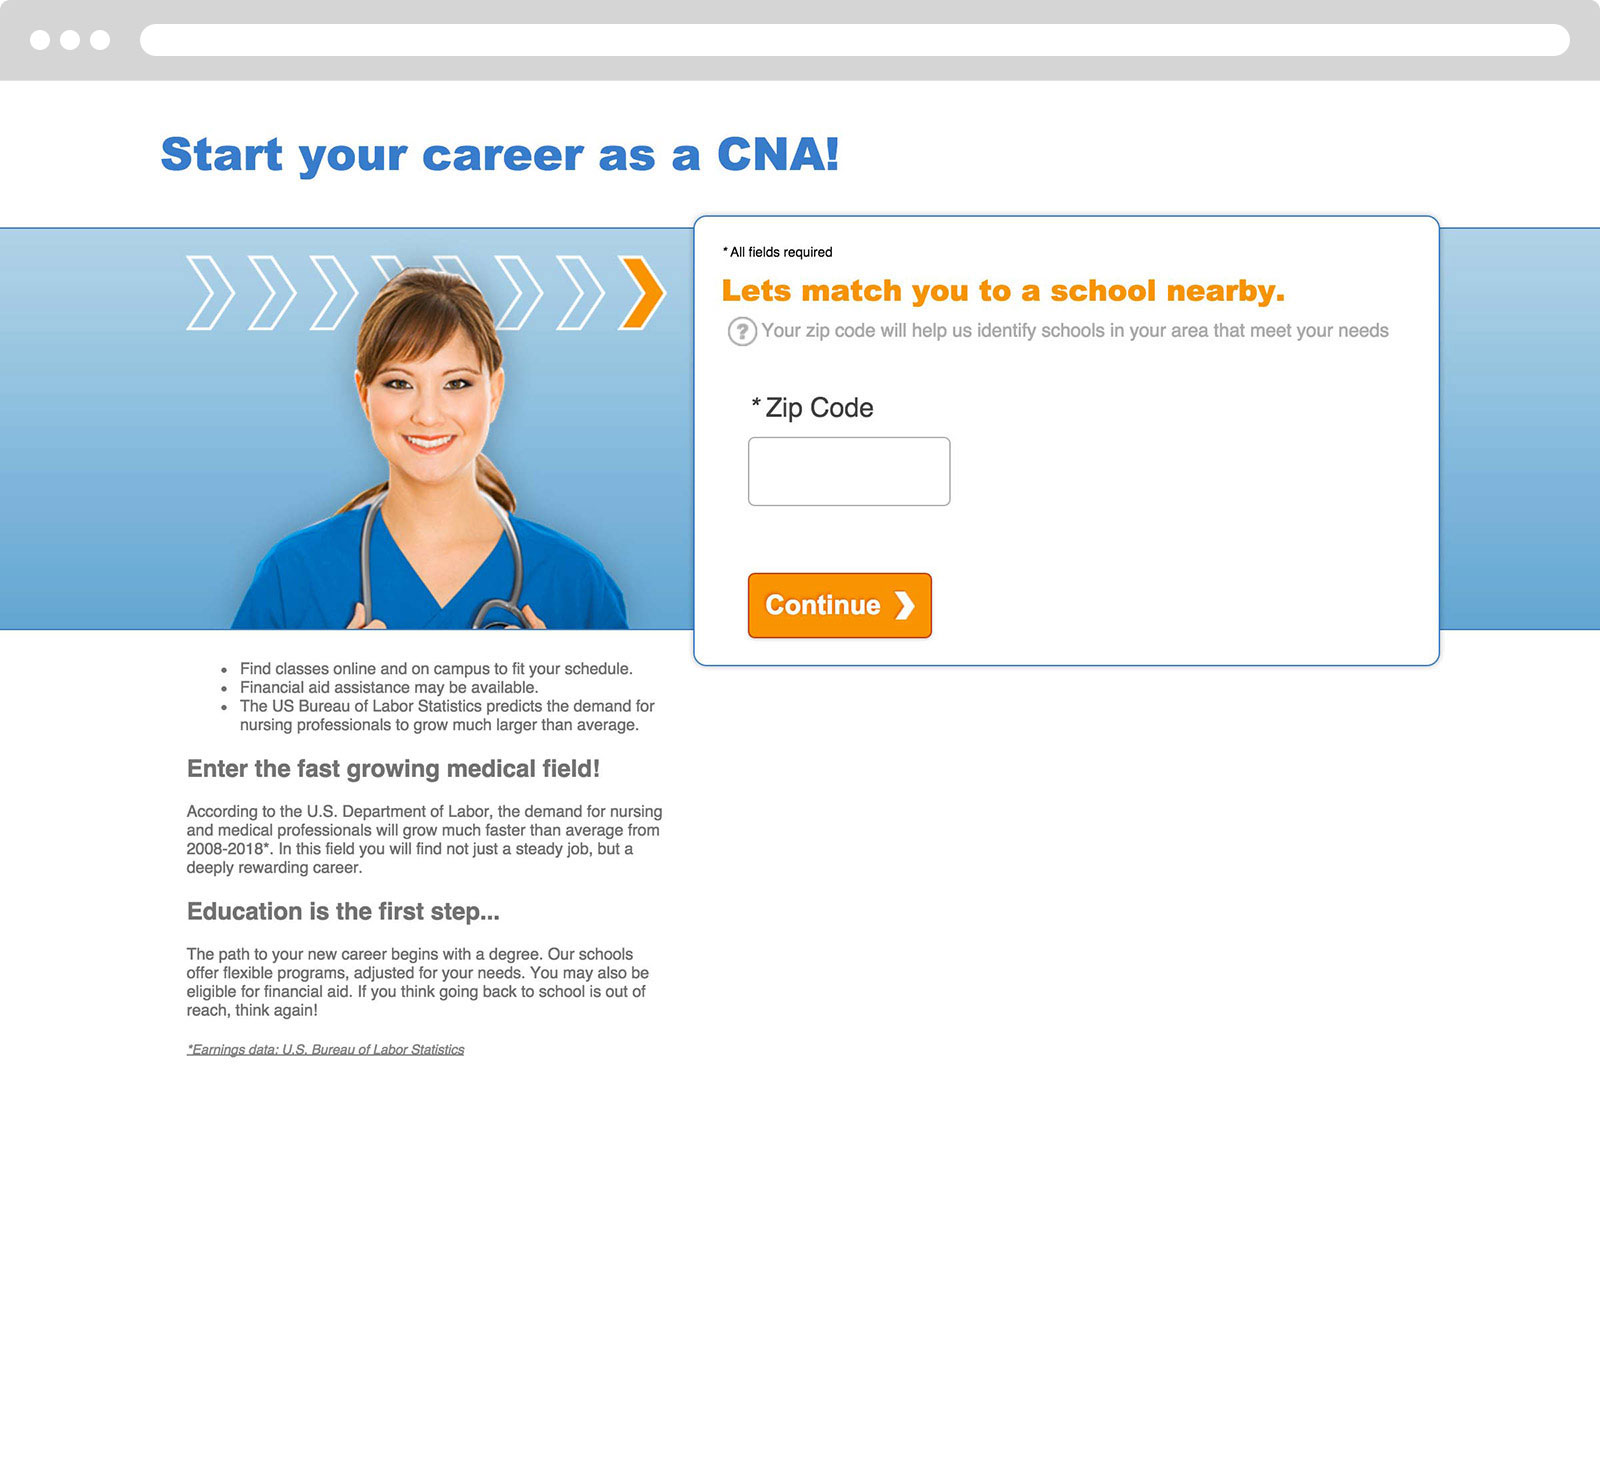 Start your career as a CNA!
* All fields required
Lets match you to a school nearby.
? Your zip code will help us identify schools in your area that meet your needs
* Zip Code
Continue
• Find classes online and on campus to fit your schedule.
• Financial aid assistance may be available.
• The US Bureau of Labor Statistics predicts the demand for
nursing professionals to grow much larger than average.
Enter the fast growing medical field!
According to the U.S. Department of Labor, the demand for nursing
and medical professionals will grow much faster than average from
2008-2018*. In this field you will find not just a steady job, but a
deeply rewarding career.
Education is the first step...
The path to your new career begins with a degree. Our schools
offer flexible programs, adjusted for your needs. You may also be
eligible for financial aid. If you think going back to school is out of
reach, think again!
*Earnings data: U.S. Bureau of Labor Statistics